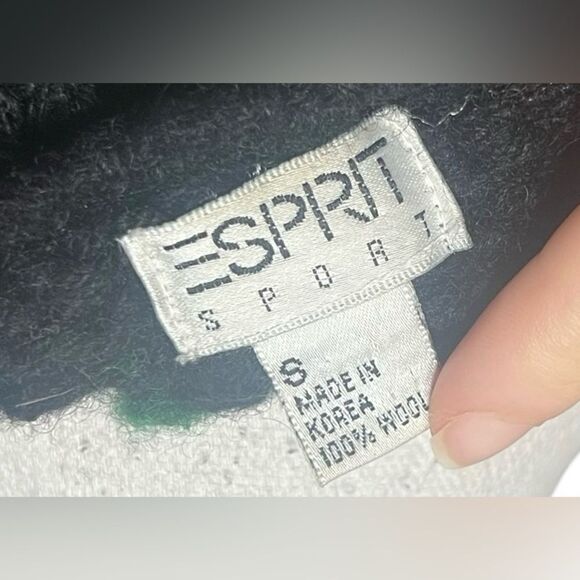 ESPRIT
SPORT
S
MADE IN
KOREA
100% WOOL